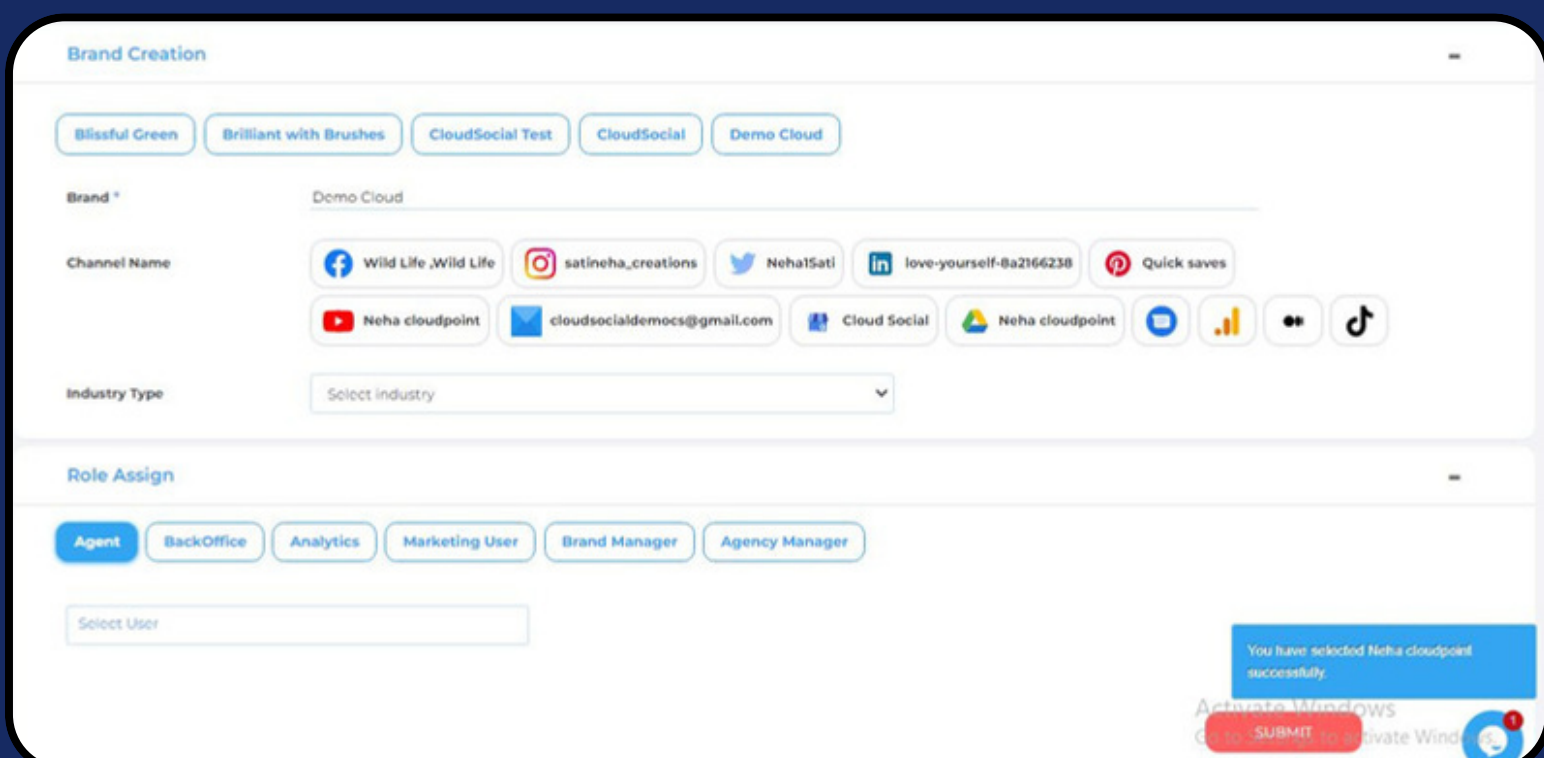 Brand Creation
Blissful Green Brilliant with Brushes CloudSocial Test CloudSocial Demo Cloud
Brand * Demo Cloud
Channel Name Wild Life ,Wild Life satineha_creations Neha1Sati love-yourself-8a2166238 Quick saves
Neha cloudpoint cloudsocialdemocs@gmail.com Cloud Social Neha cloudpoint
Industry Type Select industry
Role Assign
Agent BackOffice Analytics Marketing User Brand Manager Agency Manager
Select User
You have selected Neha cloudpoint
successfully.
Activate Windows
SUBMIT
1